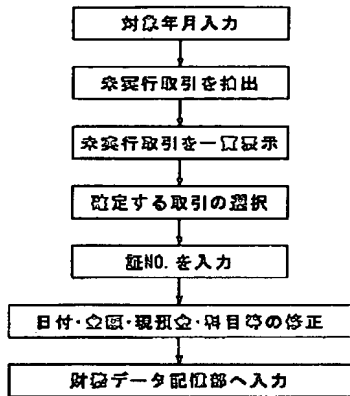 対象年月入力
未実行取引を抽出
未実行取引を一覧表示
確定する取引の選択
証NO.を入力
日付・金額・現預金・科目等の修正
財務データ記憶部へ入力